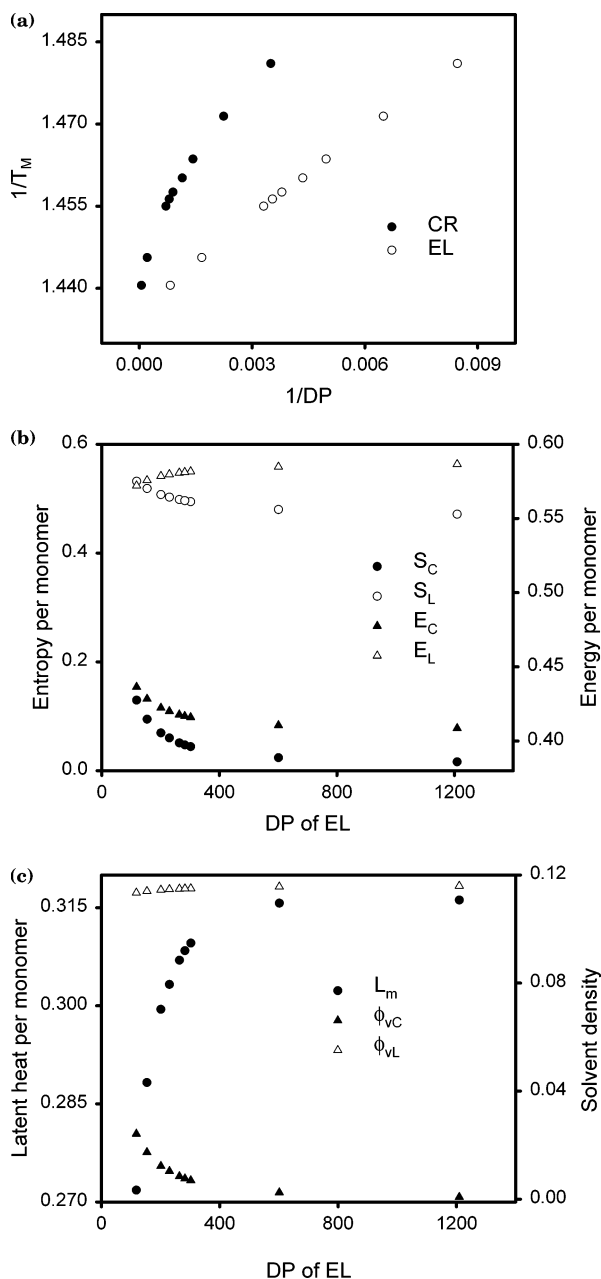 (a)
1.485
1.470
1.455
1.440
1/T_M
CR
EL
0.000 0.003 0.006 0.009
1/DP
(b)
0.6
0.4
0.2
0.0
Entropy per monomer
0.60
0.55
0.50
0.45
0.40
Energy per monomer
S_C
S_L
E_C
E_L
0 400 800 1200
DP of EL
(c)
0.315
0.300
0.285
0.270
Latent heat per monomer
0.12
0.08
0.04
0.00
Solvent density
L_m
ϕ_vC
ϕ_vL
0 400 800 1200
DP of EL